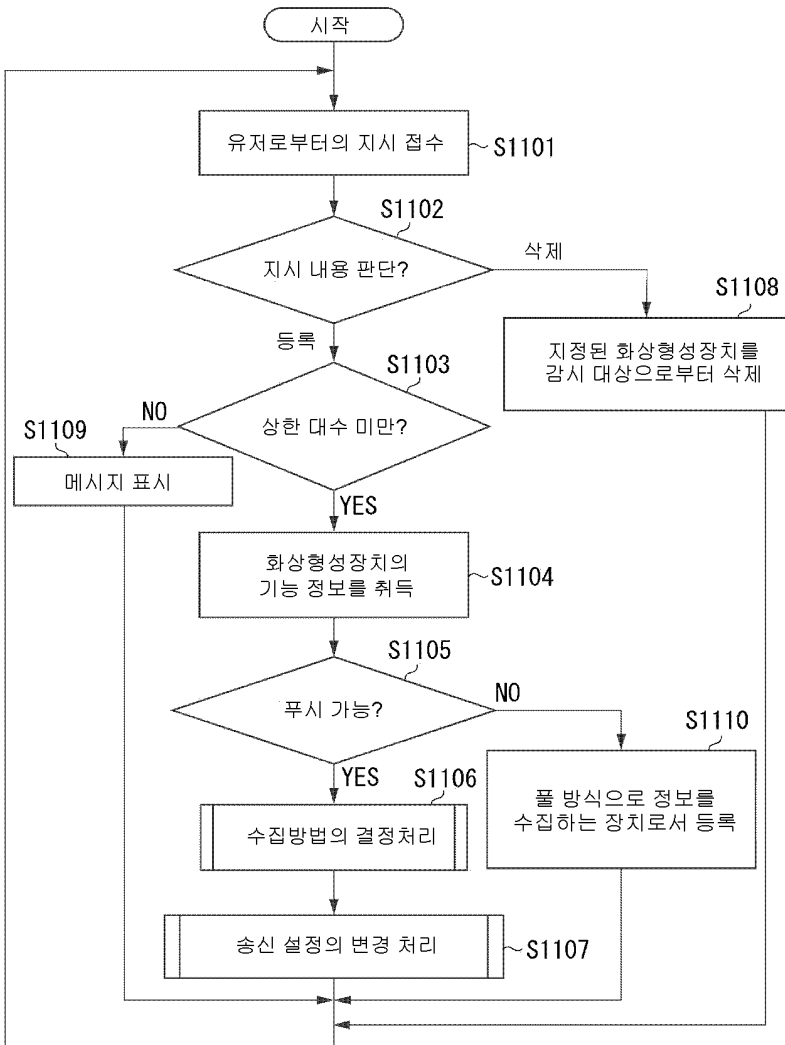 시작
유저로부터의 지시 접수
S1101
S1102
지시 내용 판단?
삭제
S1108
지정된 화상형성장치를
감시 대상으로부터 삭제
등록
S1103
상한 대수 미만?
NO
S1109
메시지 표시
YES
화상형성장치의
기능 정보를 취득
S1104
S1105
푸시 가능?
NO
S1110
풀 방식으로 정보를
수집하는 장치로서 등록
YES
S1106
수집방법의 결정처리
송신 설정의 변경 처리
S1107